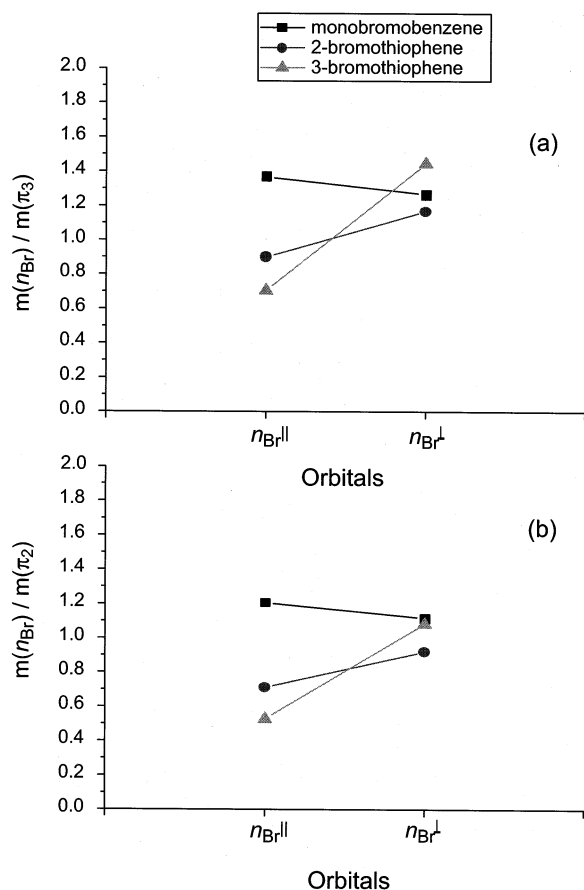 monobromobenzene
2-bromothiophene
3-bromothiophene
2.0
1.8
1.6
1.4
1.2
1.0
0.8
0.6
0.4
0.2
0.0
m(nBr) / m(π3)
(a)
nBr||
nBr⊥
Orbitals
2.0
1.8
1.6
1.4
1.2
1.0
0.8
0.6
0.4
0.2
0.0
m(nBr) / m(π2)
(b)
nBr||
nBr⊥
Orbitals